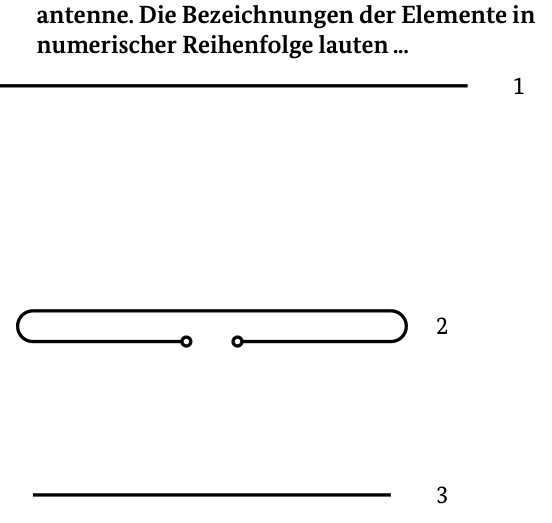 antenne. Die Bezeichnungen der Elemente in
numerischer Reihenfolge lauten ...
1
2
3